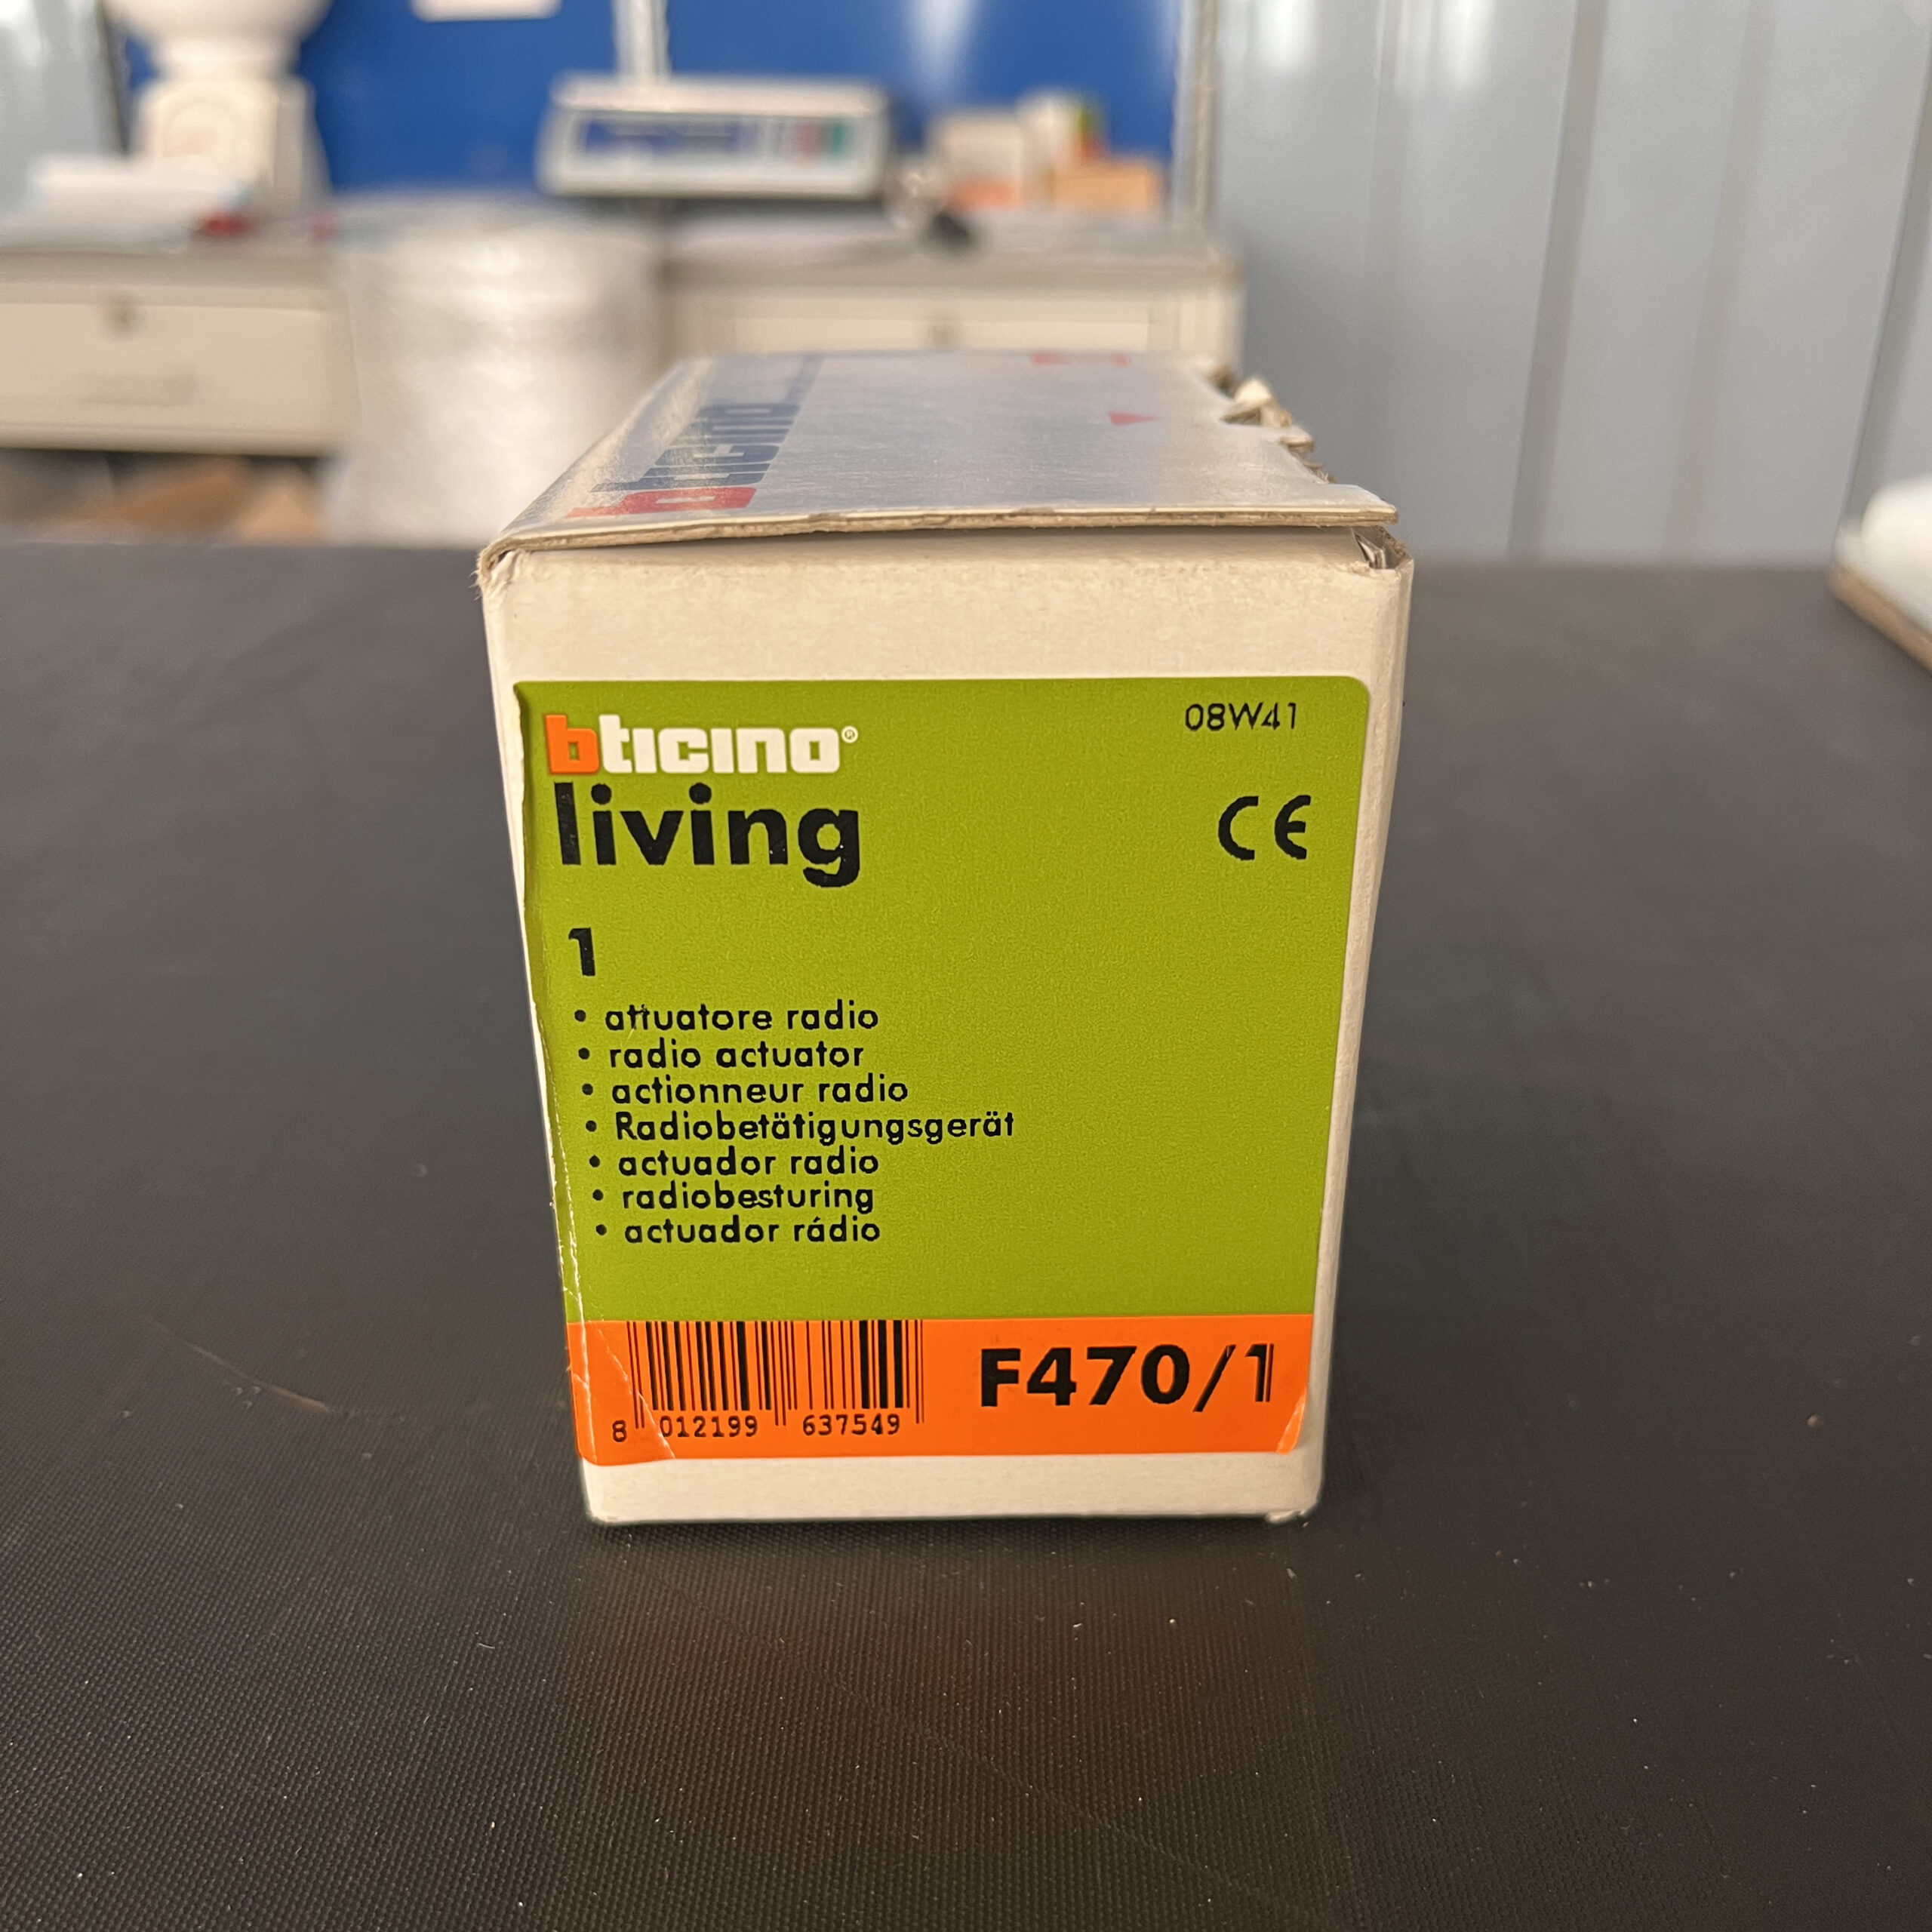 bticino®
08W41
living
CE
1
• attuatore radio
• radio actuator
• actionneur radio
• Radiobetätigungsgerät
• actuador radio
• radiobesturing
• actuador rádio
8 012199 637549
F470/1